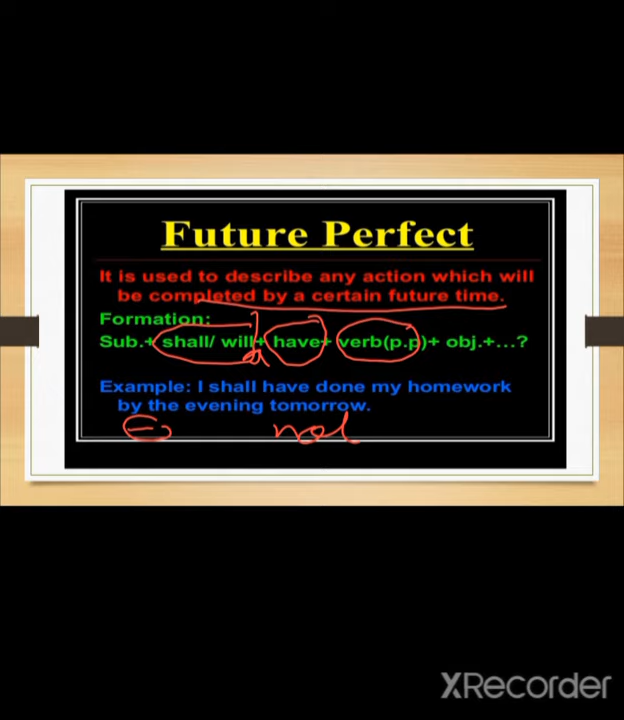 Future Perfect
It is used to describe any action which will
be completed by a certain future time.
Formation:
Sub.+ shall/ will+ have+ verb(p.p)+ obj.+...?
Example: I shall have done my homework
by the evening tomorrow.
not
XRecorder